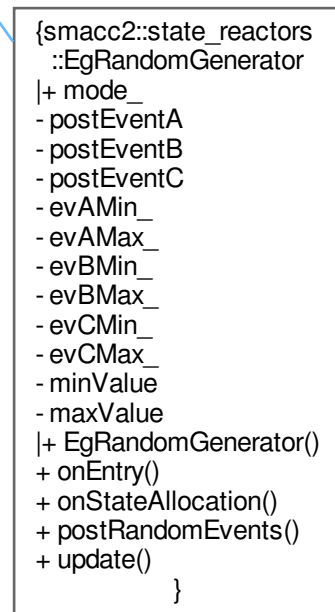 {smacc2::state_reactors
::EgRandomGenerator
|+ mode_
- postEventA
- postEventB
- postEventC
- evAMin_
- evAMax_
- evBMin_
- evBMax_
- evCMin_
- evCMax_
- minValue
- maxValue
|+ EgRandomGenerator()
+ onEntry()
+ onStateAllocation()
+ postRandomEvents()
+ update()
}